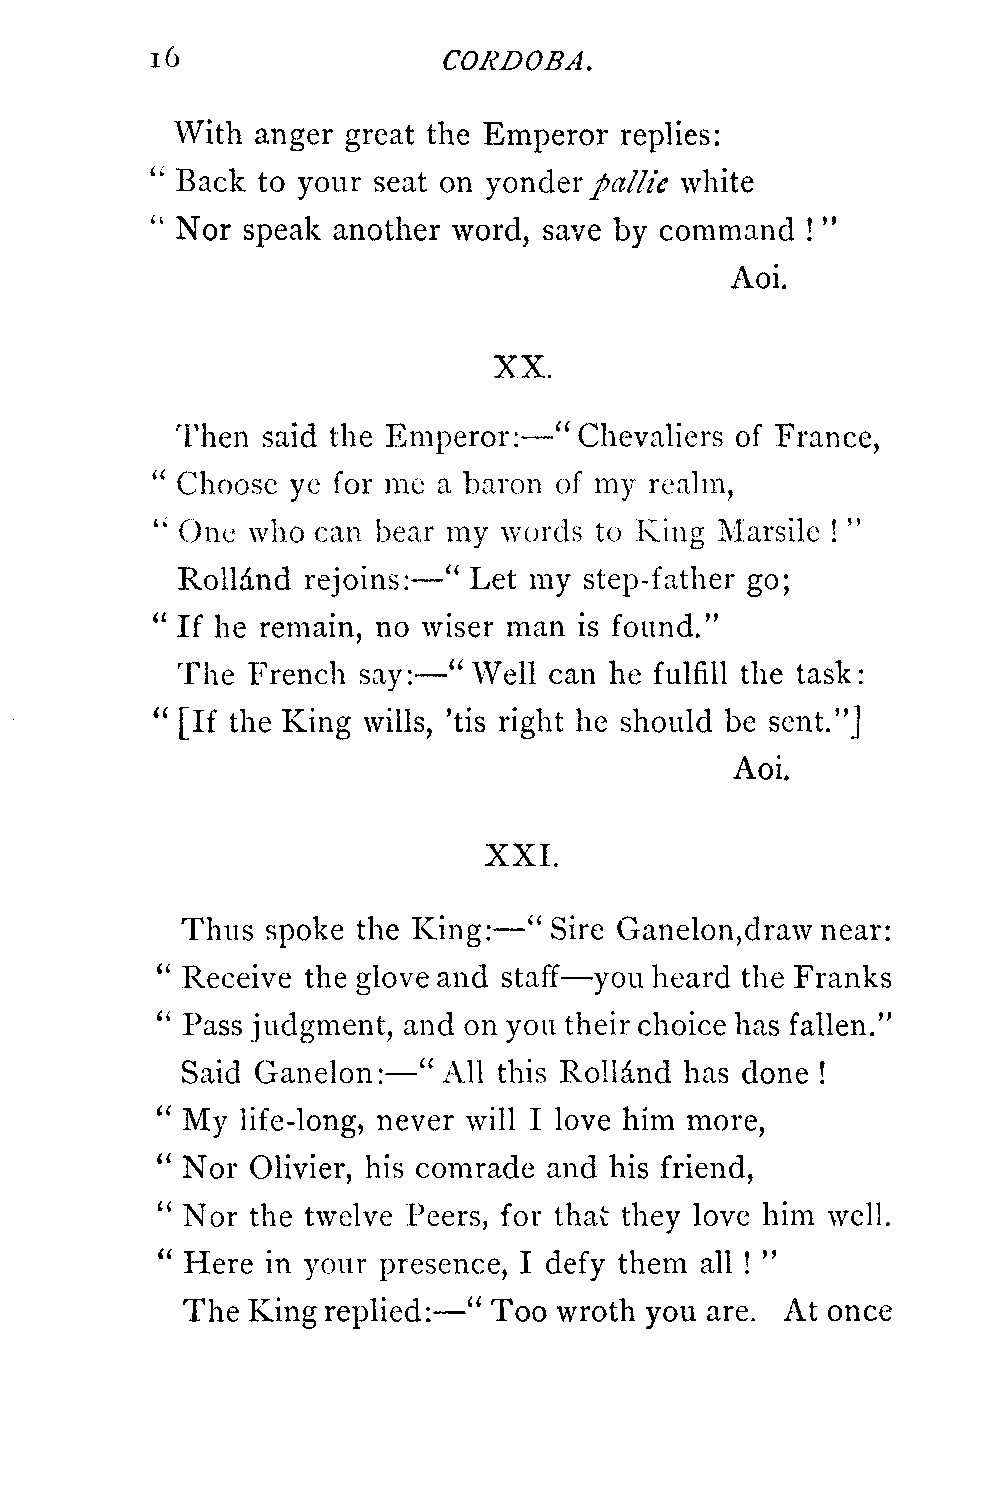 16 CORDOBA.
With anger great the Emperor replies:
“ Back to your seat on yonder pallie white
“ Nor speak another word, save by command ! ”
Aoi.
XX.
Then said the Emperor:—“ Chevaliers of France,
“ Choose ye for me a baron of my realm,
“ One who can bear my words to King Marsile ! ”
Rollánd rejoins:—“ Let my step-father go;
“ If he remain, no wiser man is found.”
The French say:—“ Well can he fulfill the task:
“ [If the King wills, ’tis right he should be sent.”]
Aoi.
XXI.
Thus spoke the King:—“ Sire Ganelon,draw near:
“ Receive the glove and staff—you heard the Franks
“ Pass judgment, and on you their choice has fallen.”
Said Ganelon:—“ All this Rollánd has done !
“ My life-long, never will I love him more,
“ Nor Olivier, his comrade and his friend,
“ Nor the twelve Peers, for that they love him well.
“ Here in your presence, I defy them all ! ”
The King replied:—“ Too wroth you are. At once